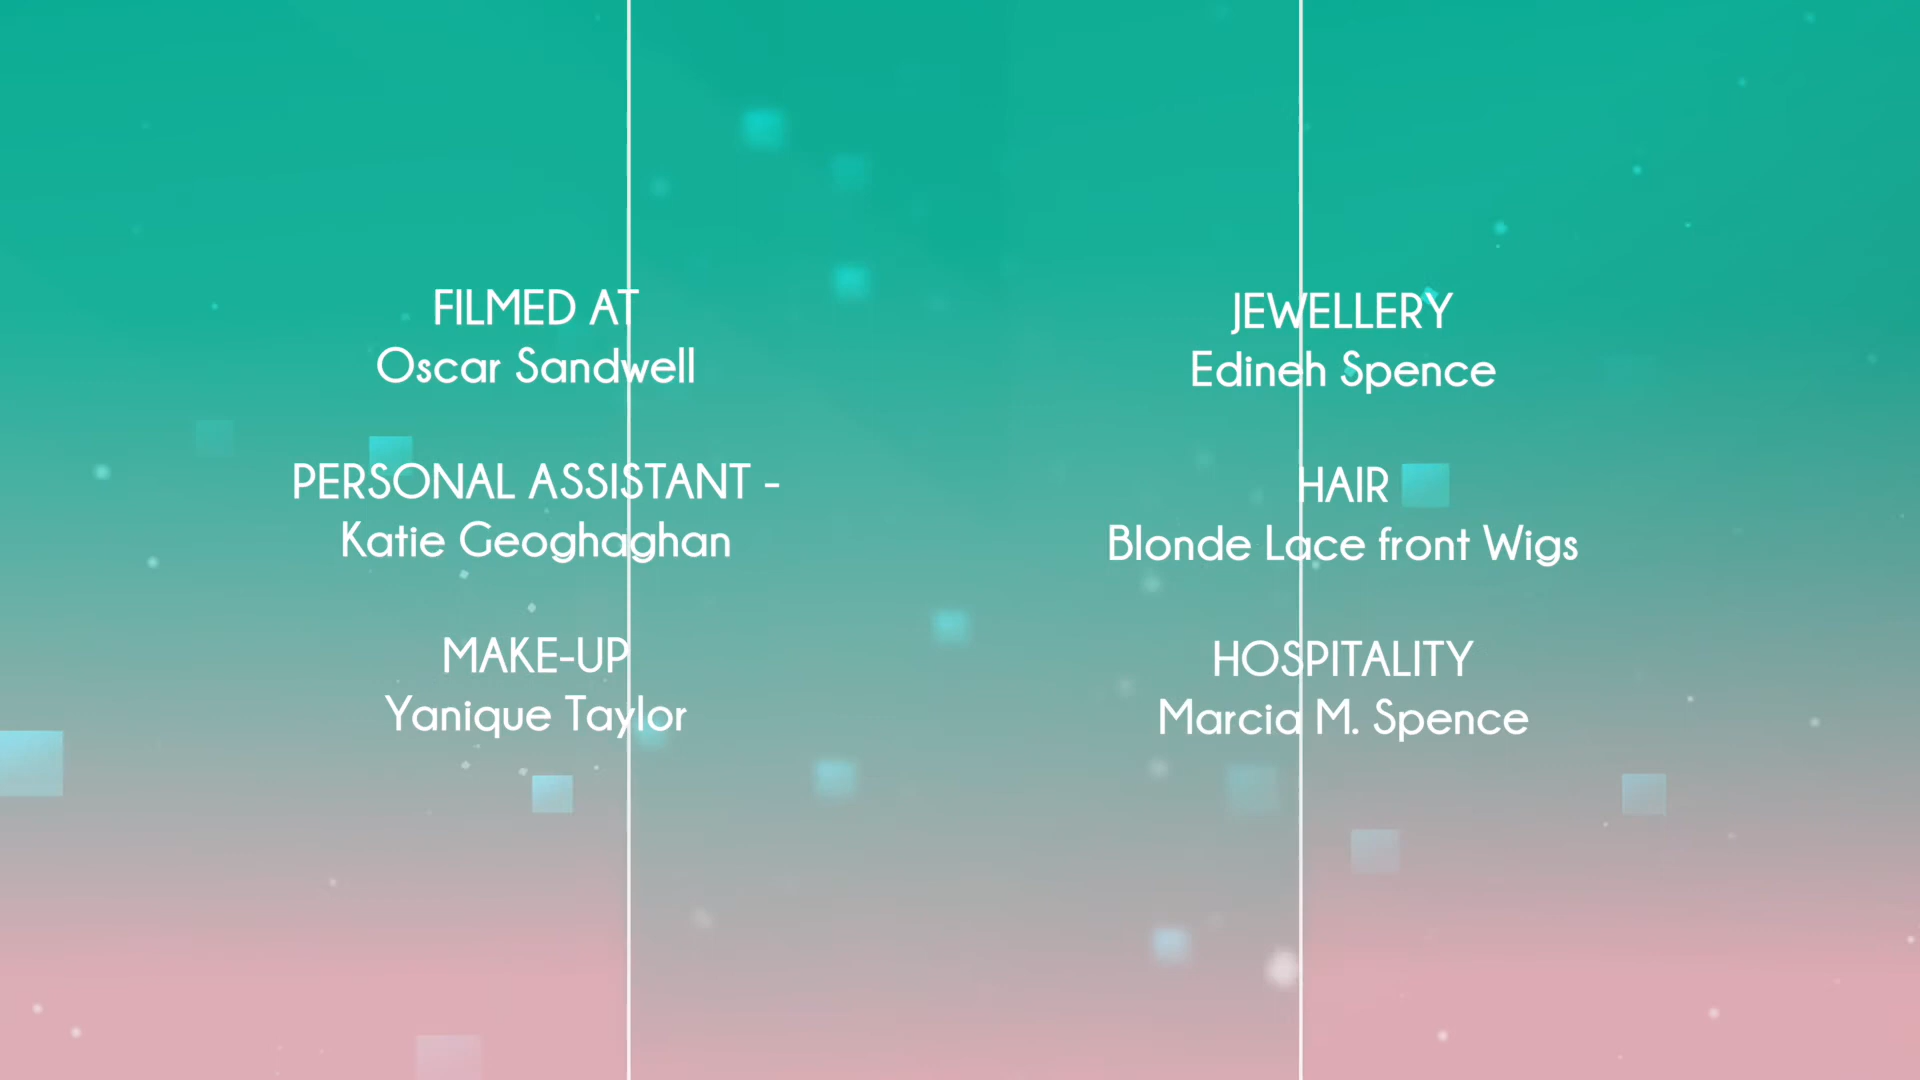 FILMED AT
Oscar Sandwell
PERSONAL ASSISTANT -
Katie Geoghaghan
MAKE-UP
Yanique Taylor
JEWELLERY
Edineh Spence
HAIR
Blonde Lace front Wigs
HOSPITALITY
Marcia M. Spence